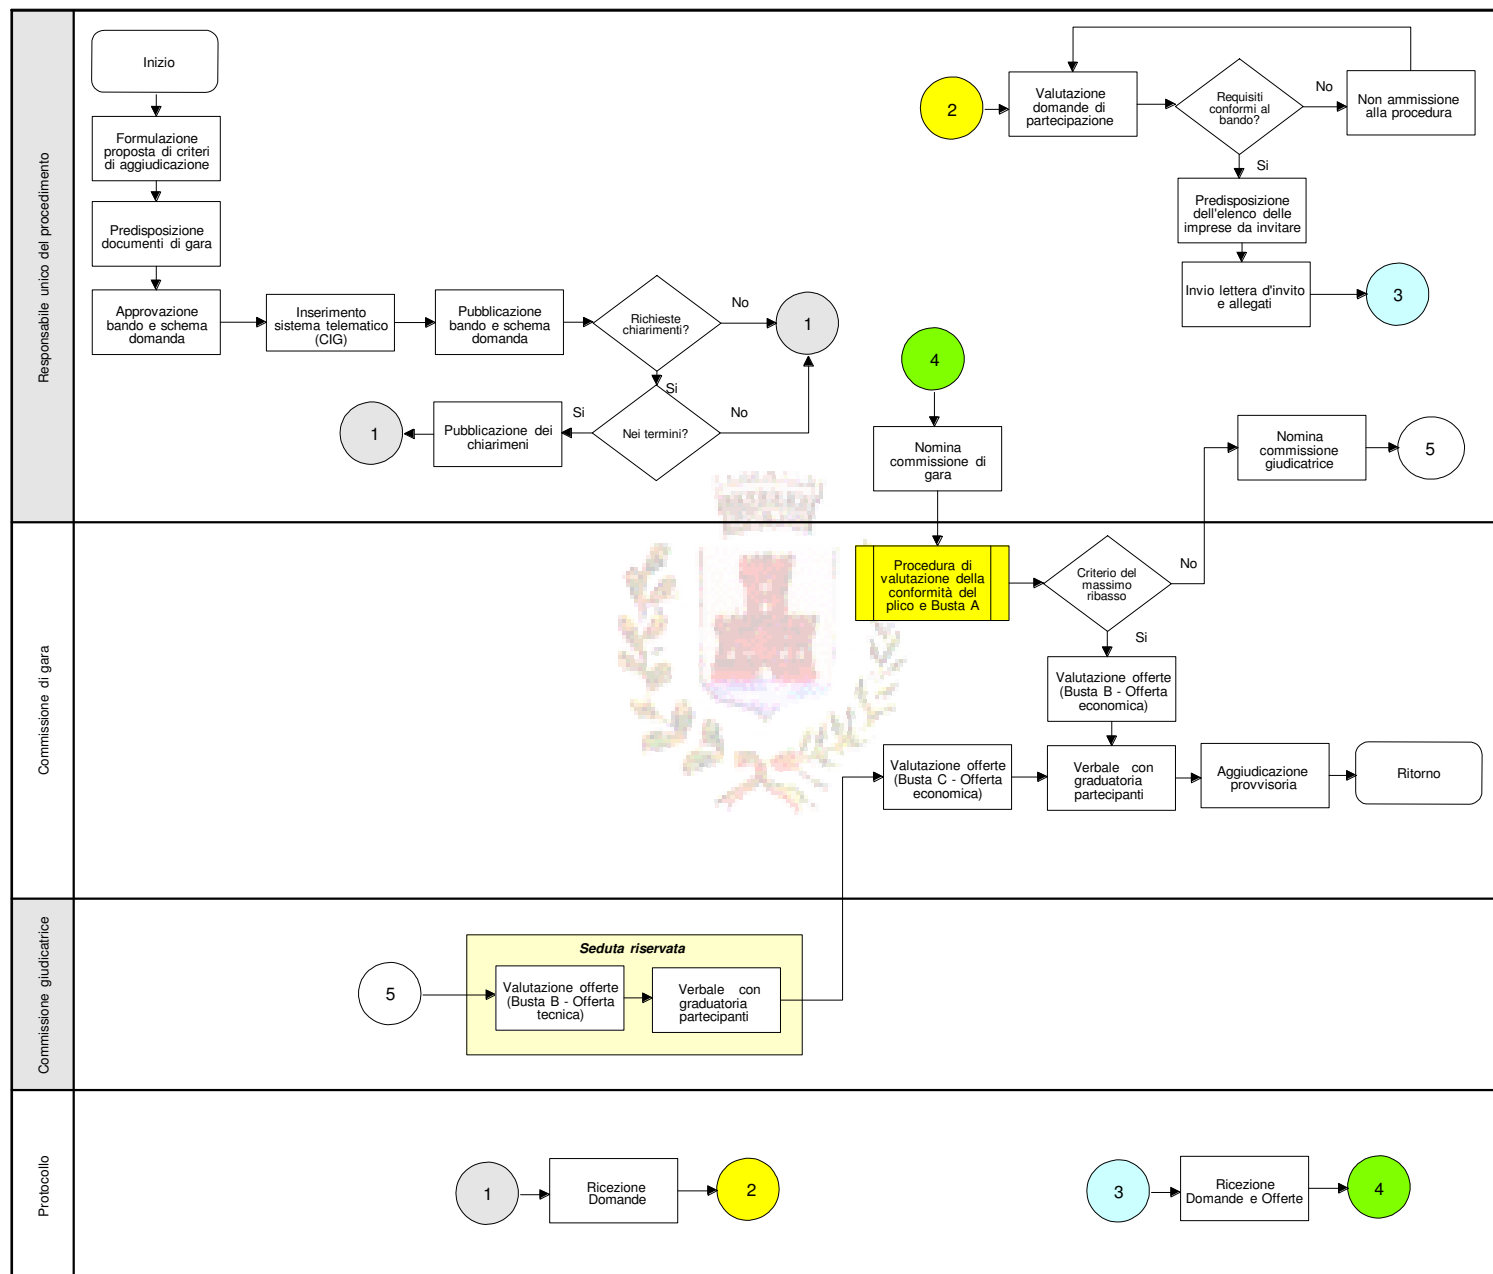 Responsabile unico del procedimento
Inizio
Formulazione
proposta di criteri
di aggiudicazione
Predisposizione
documenti di gara
Approvazione
bando e schema
domanda
Inserimento
sistema telematico
(CIG)
Pubblicazione
bando e schema
domanda
Richieste
chiarimenti?
No
1
Si
Nei termini?
No
Si
Pubblicazione dei
chiarimeni
1
2
Valutazione
domande di
partecipazione
Requisiti
conformi al
bando?
No
Non ammissione
alla procedura
Si
Predisposizione
dell'elenco delle
imprese da invitare
Invio lettera d'invito
e allegati
3
4
Nomina
commissione di
gara
Nomina
commissione
giudicatrice
5
Commissione di gara
Procedura di
valutazione della
conformità del
plico e Busta A
Criterio del
massimo
ribasso
No
Si
Valutazione offerte
(Busta B - Offerta
economica)
Valutazione offerte
(Busta C - Offerta
economica)
Verbale con
graduatoria
partecipanti
Aggiudicazione
provvisoria
Ritorno
Commissione giudicatrice
5
Seduta riservata
Valutazione offerte
(Busta B - Offerta
tecnica)
Verbale con
graduatoria
partecipanti
Protocollo
1
Ricezione
Domande
2
3
Ricezione
Domande e Offerte
4